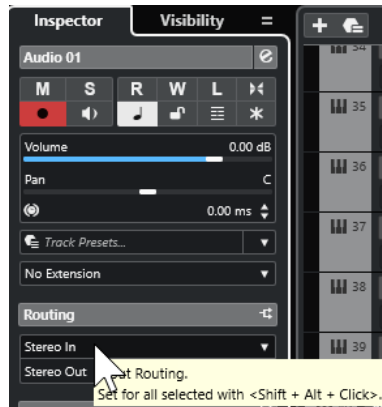 Inspector Visibility
Audio 01
M S R W L
Volume 0.00 dB
Pan C
0.00 ms
Track Presets...
No Extension
Routing
Stereo In
Stereo Out
ut Routing.
Set for all selected with <Shift + Alt + Click>.
34
35
36
37
38
39